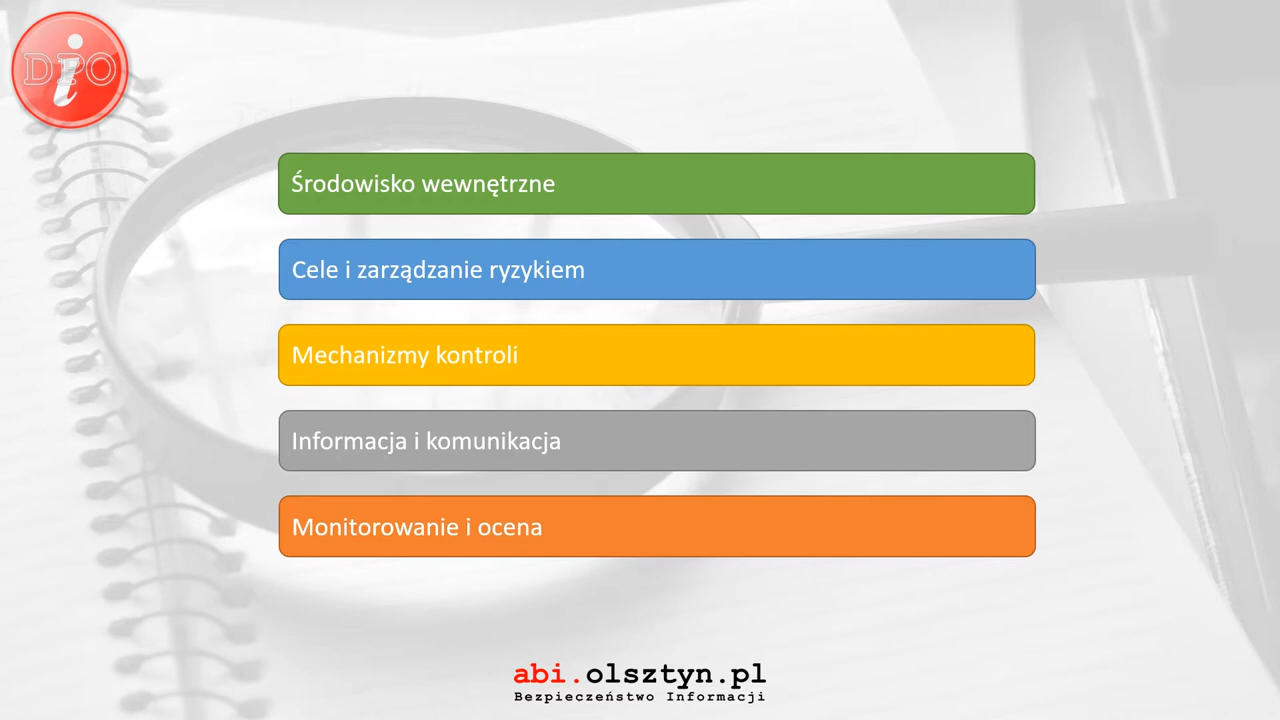 DPO
i
Środowisko wewnętrzne
Cele i zarządzanie ryzykiem
Mechanizmy kontroli
Informacja i komunikacja
Monitorowanie i ocena
abi.olsztyn.pl
Bezpieczeństwo Informacji